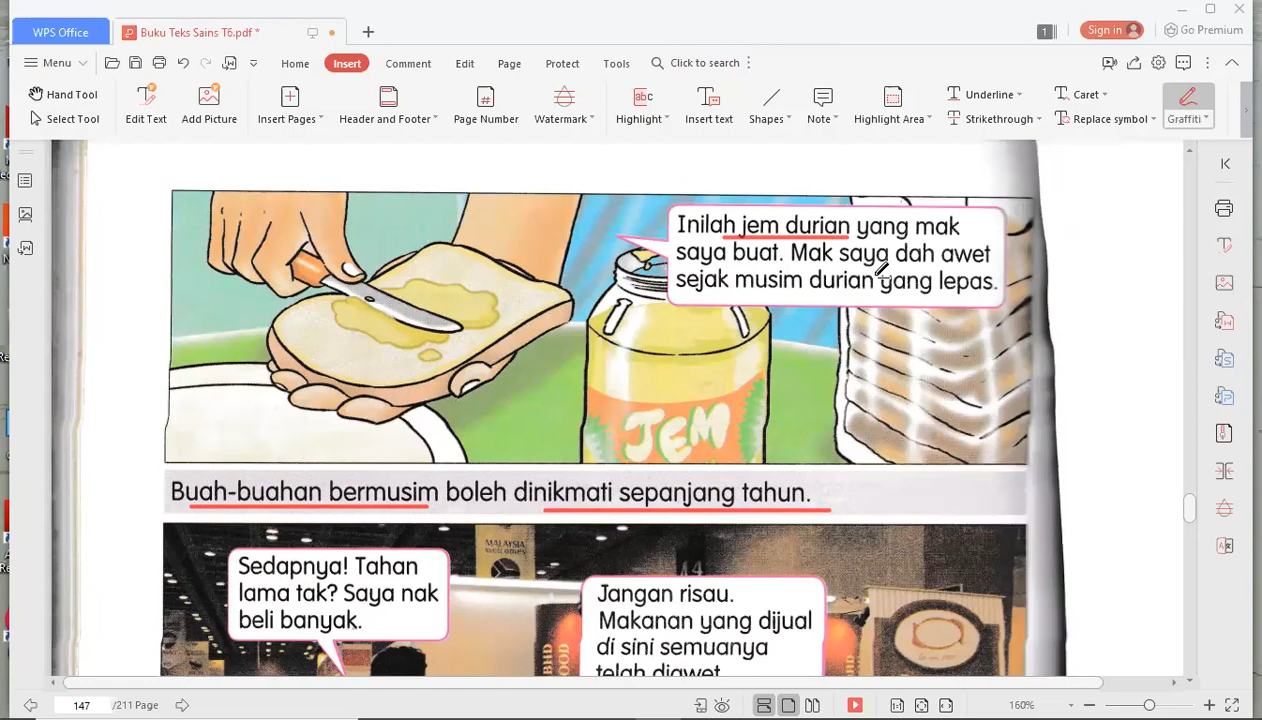 WPS Office
Buku Teks Sains T6.pdf *
1
Sign in
Go Premium
Menu
Home
Insert
Comment
Edit
Page
Protect
Tools
Click to search
Hand Tool
Select Tool
Edit Text
Add Picture
Insert Pages
Header and Footer
Page Number
Watermark
Highlight
Insert text
Shapes
Note
Highlight Area
Underline
Strikethrough
Caret
Replace symbol
Graffiti
Inilah jem durian yang mak
saya buat. Mak saya dah awet
sejak musim durian yang lepas.
JEM
Buah-buahan bermusim boleh dinikmati sepanjang tahun.
MALAYSIA
welcomes
Sedapnya! Tahan
lama tak? Saya nak
beli banyak.
Jangan risau.
Makanan yang dijual
di sini semuanya
telah diawet
BHD
FOOD
147
/211 Page
160%